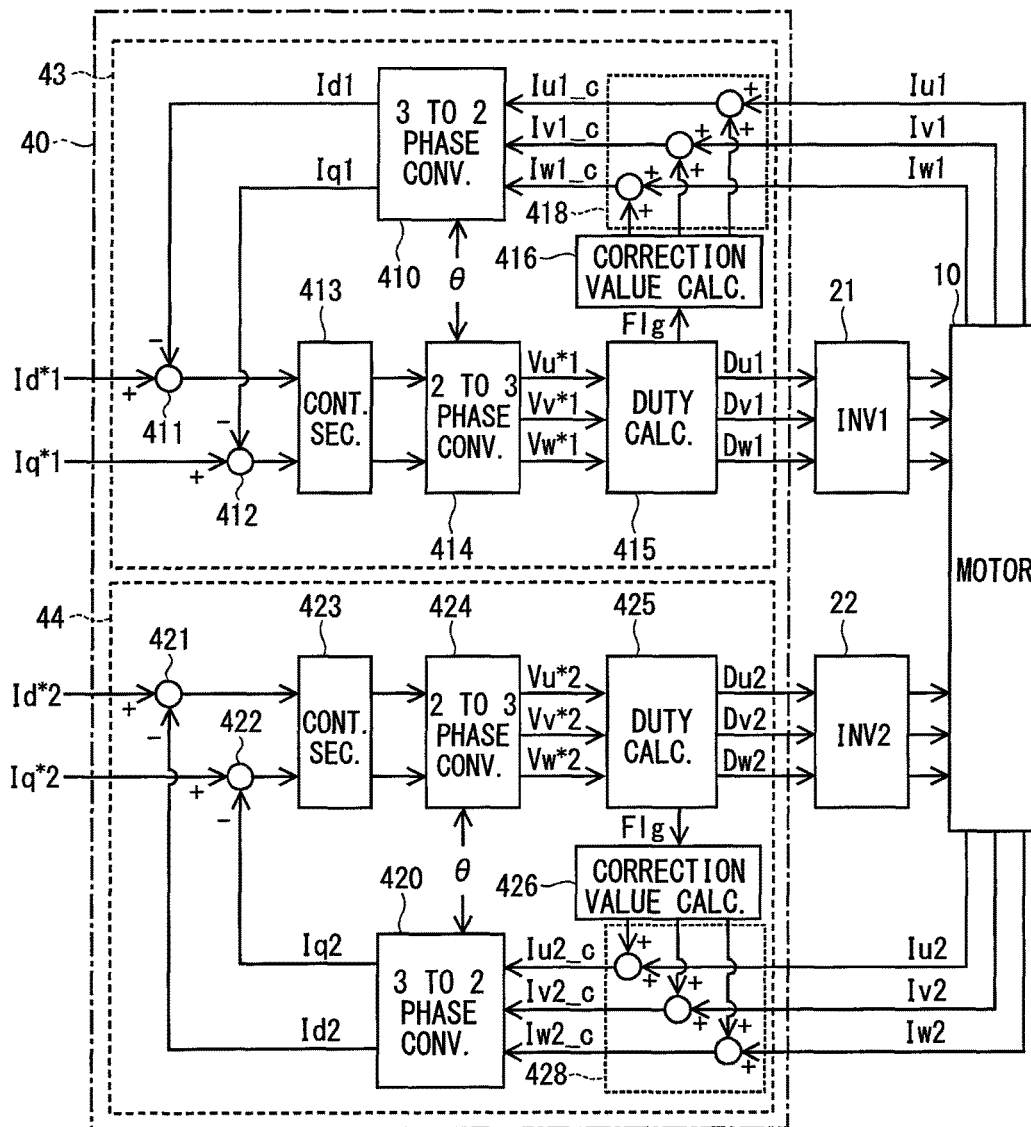 43
40
Id1
3 TO 2
PHASE
CONV.
Iu1_c
Iv1_c
Iw1_c
+
+
+
+
+
+
Iu1
Iv1
Iw1
Iq1
418
410
θ
416
CORRECTION
VALUE CALC.
Flg
413
21
10
Id*1
+
−
411
Iq*1
+
−
412
CONT.
SEC.
2 TO 3
PHASE
CONV.
414
Vu*1
Vv*1
Vw*1
DUTY
CALC.
415
Du1
Dv1
Dw1
INV1
MOTOR
44
421
423
424
425
22
Id*2
+
−
422
Iq*2
+
−
CONT.
SEC.
2 TO 3
PHASE
CONV.
Vu*2
Vv*2
Vw*2
DUTY
CALC.
Du2
Dv2
Dw2
INV2
Flg
420
θ
426
CORRECTION
VALUE CALC.
Iq2
Id2
3 TO 2
PHASE
CONV.
Iu2_c
Iv2_c
Iw2_c
+
+
+
+
+
+
428
Iu2
Iv2
Iw2